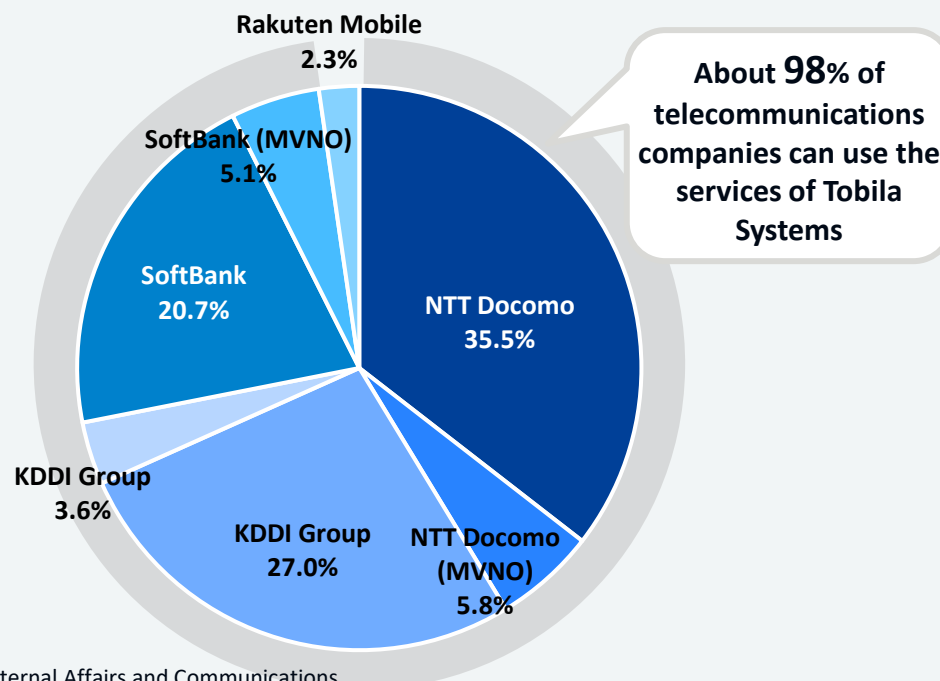 Rakuten Mobile
2.3%
About 98% of
telecommunications
companies can use the
services of Tobila
Systems
SoftBank (MVNO)
5.1%
SoftBank
20.7%
NTT Docomo
35.5%
KDDI Group
3.6%
KDDI Group
27.0%
NTT Docomo
(MVNO)
5.8%
Affairs and Communications